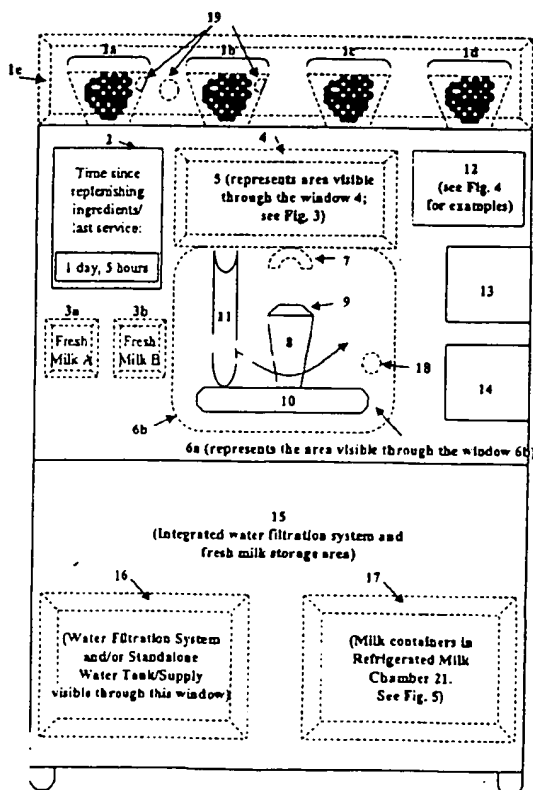 19
1a 1b 1c 1d
1e
2
4
Time since
replenishing
ingredients/
last service:
1 day, 5 hours
5 (represents area visible
through the window 4;
see Fig. 3)
12
(see Fig. 4
for examples)
7
3a 3b
Fresh
Milk A
Fresh
Milk B
11
9
8
13
18
14
10
6b
6a (represents the area visible through the window 6b)
15
(Integrated water filtration system and
fresh milk storage area)
16
17
(Water Filtration System
and/or Standalone
Water Tank/Supply
visible through this window)
(Milk containers in
Refrigerated Milk
Chamber 21.
See Fig. 5)